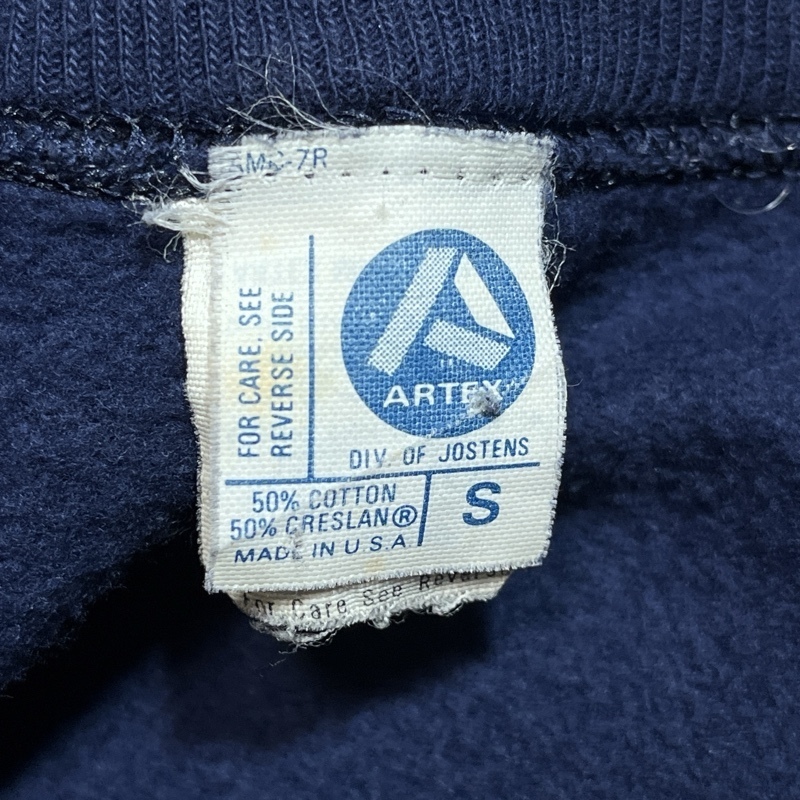 -7R
FOR CARE, SEE
REVERSE SIDE
ARTEX
DIV. OF JOSTENS
50% COTTON
50% CRESLAN®
MADE IN U.S.A
S
For Care See Revers